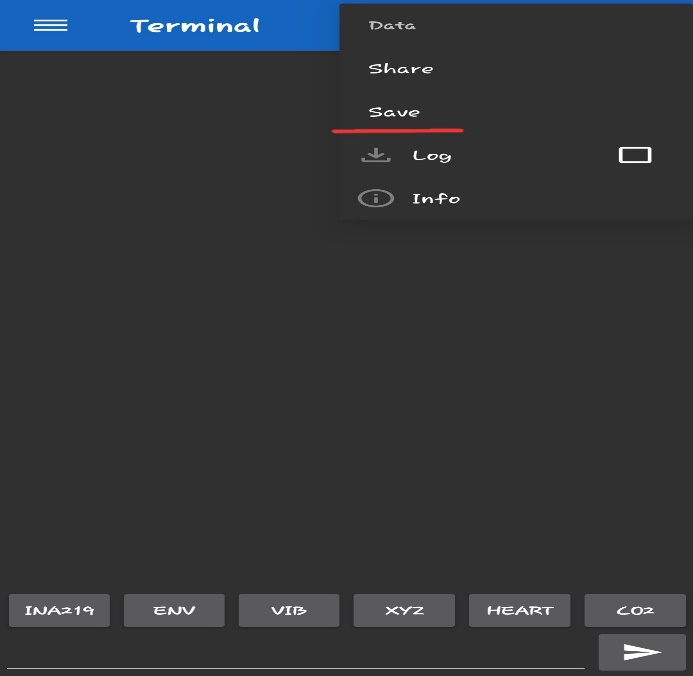 Terminal
Data
Share
Save
Log
Info
INA219 ENV VIB XYZ HEART CO2